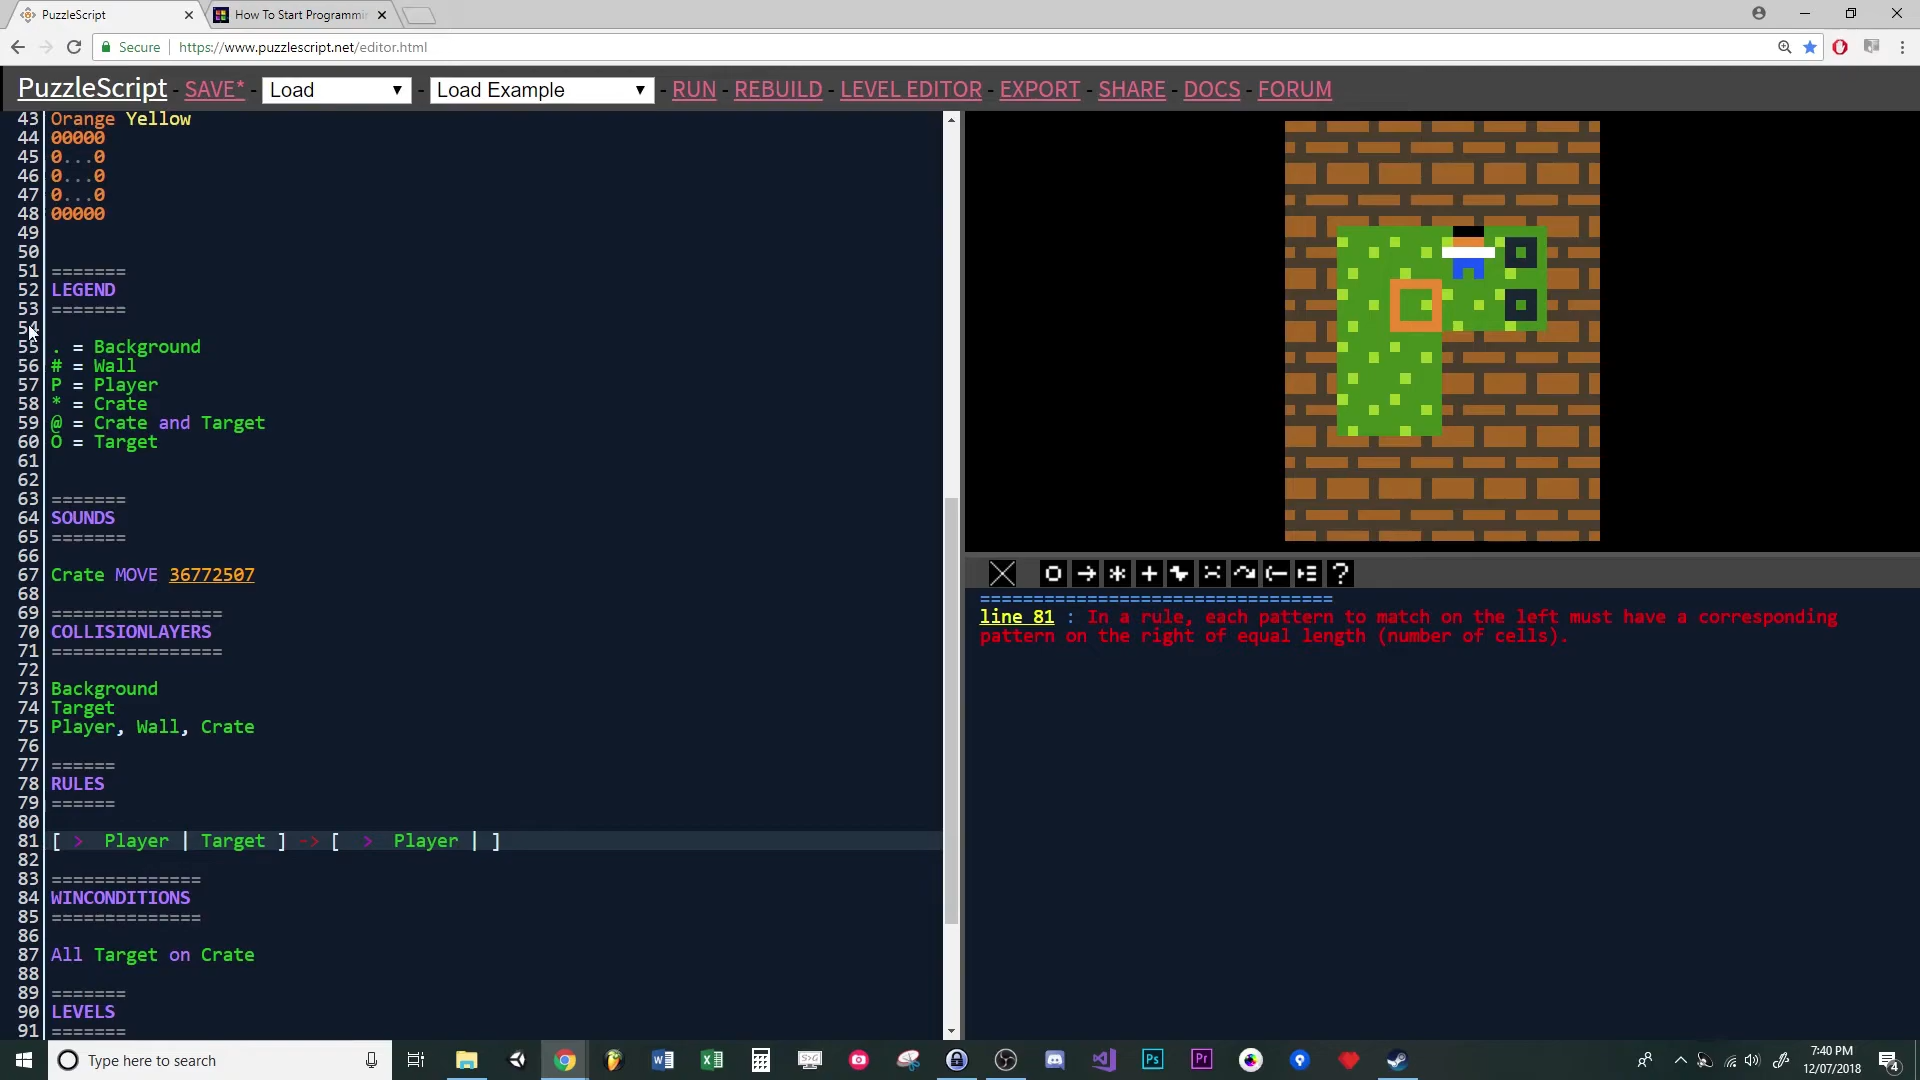 PuzzleScript
How To Start Programmin
Secure
https://www.puzzlescript.net/editor.html
PuzzleScript - SAVE* - Load - Load Example - RUN - REBUILD - LEVEL EDITOR - EXPORT - SHARE - DOCS - FORUM
43 Orange Yellow
44 00000
45 0...0
46 0...0
47 0...0
48 00000
49
50
51 =======
52 LEGEND
53 =======
54
55 . = Background
56 # = Wall
57 P = Player
58 * = Crate
59 @ = Crate and Target
60 O = Target
61
62
63 =======
64 SOUNDS
65 =======
66
67 Crate MOVE 36772507
68
69 ================
70 COLLISIONLAYERS
71 ================
72
73 Background
74 Target
75 Player, Wall, Crate
76
77 ======
78 RULES
79 ======
80
81 [ > Player | Target ] -> [ > Player | ]
82
83 ==============
84 WINCONDITIONS
85 ==============
86
87 All Target on Crate
88
89 =======
90 LEVELS
91 =======
=================================
line 81 : In a rule, each pattern to match on the left must have a corresponding
pattern on the right of equal length (number of cells).
Type here to search
7:40 PM
12/07/2018
4